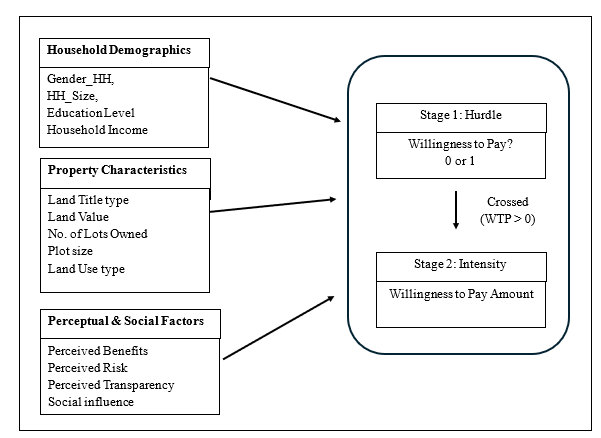 Household Demographics
Gender_HH,
HH_Size,
Education Level
Household Income
Property Characteristics
Land Title type
Land Value
No. of Lots Owned
Plot size
Land Use type
Perceptual & Social Factors
Perceived Benefits
Perceived Risk
Perceived Transparency
Social influence
Stage 1: Hurdle
Willingness to Pay?
0 or 1
Crossed
(WTP > 0)
Stage 2: Intensity
Willingness to Pay Amount